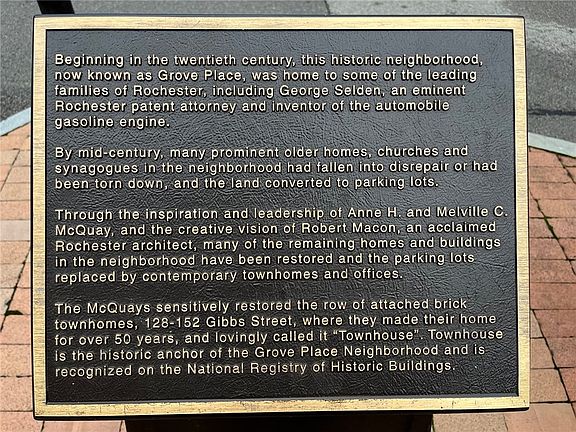 Beginning in the twentieth century, this historic neighborhood,
now known as Grove Place, was home to some of the leading
families of Rochester, including George Selden, an eminent
Rochester patent attorney and inventor of the automobile
gasoline engine.
By mid-century, many prominent older homes, churches and
synagogues in the neighborhood had fallen into disrepair or had
been torn down, and the land converted to parking lots.
Through the inspiration and leadership of Anne H. and Melville C.
McQuay, and the creative vision of Robert Macon, an acclaimed
Rochester architect, many of the remaining homes and buildings
in the neighborhood have been restored and the parking lots
replaced by contemporary townhomes and offices.
The McQuays sensitively restored the row of attached brick
townhomes, 128-152 Gibbs Street, where they made their home
for over 50 years, and lovingly called it “Townhouse”. Townhouse
is the historic anchor of the Grove Place Neighborhood and is
recognized on the National Registry of Historic Buildings.